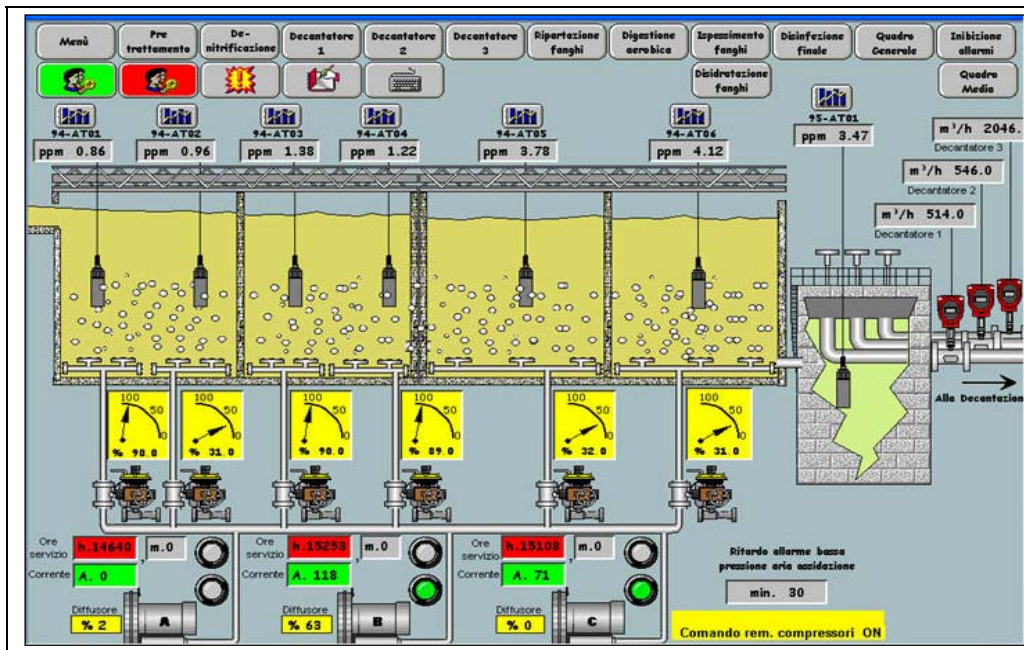 Menù
Pre trattamento
De-nitrificazione
Decantatore 1
Decantatore 2
Decantatore 3
Ripartazione fanghi
Digestione aerobica
Ispessimento fanghi
Disinfezione finale
Quadro Generale
Inibizione allarmi
Disidratazione fanghi
Quadro Media
94-AT01
94-AT02
94-AT03
94-AT04
94-AT05
94-AT06
95-AT01
ppm 0.86
ppm 0.96
ppm 1.38
ppm 1.22
ppm 3.78
ppm 4.12
ppm 3.47
m³/h 2046.
Decantatore 3
m³/h 546.0
Decantatore 2
m³/h 514.0
Decantatore 1
Alla Decantazion
100 50 0
% 90.0
100 50 0
% 31.0
100 50 0
% 90.0
100 50 0
% 89.0
100 50 0
% 32.0
100 50 0
% 31.0
Ore servizio h.14640 , m.0
Corrente A. 0
Diffusore
% 2
A
Ore servizio h.15253 , m.0
Corrente A. 118
Diffusore
% 63
B
Ore servizio h.15108 , m.0
Corrente A. 71
Diffusore
% 0
C
Ritardo allarme bassa
pressione aria ossidazione
min. 30
Comando rem. compressori ON